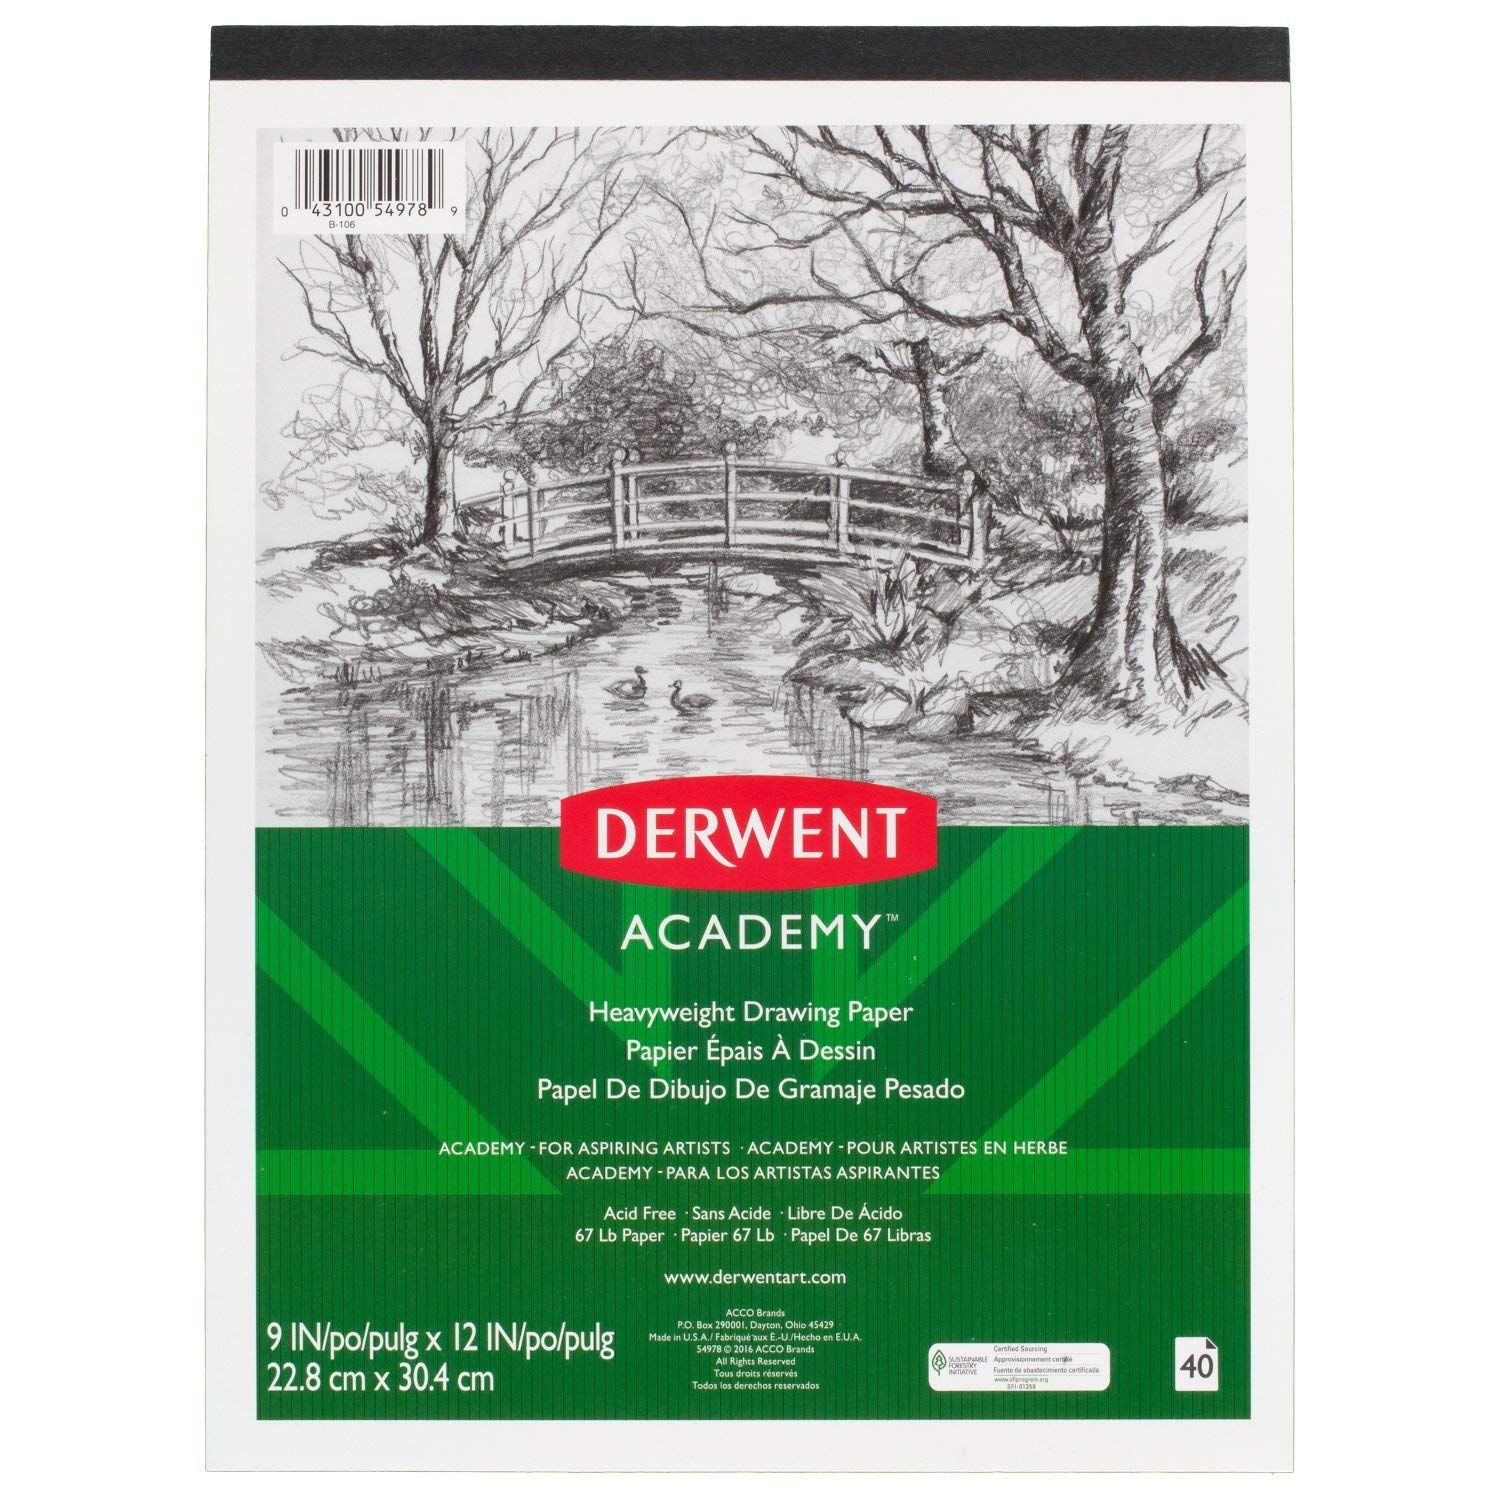 0 43100 54978 9
B-106
DERWENT
ACADEMY™
Heavyweight Drawing Paper
Papier Épais À Dessin
Papel De Dibujo De Gramaje Pesado
ACADEMY - FOR ASPIRING ARTISTS · ACADEMY - POUR ARTISTES EN HERBE
ACADEMY - PARA LOS ARTISTAS ASPIRANTES
Acid Free · Sans Acide · Libre De Ácido
67 Lb Paper · Papier 67 Lb · Papel De 67 Libras
www.derwentart.com
9 IN/po/pulg x 12 IN/po/pulg
22.8 cm x 30.4 cm
ACCO Brands
P.O. Box 290001, Dayton, Ohio 45429
Made in U.S.A./ Fabriqué aux É.-U./Hecho en E.U.A.
54978 © 2016 ACCO Brands
All Rights Reserved
Tous droits réservés
Todos los derechos reservados
SUSTAINABLE
FORESTRY
INITIATIVE
Certified Sourcing
Approvisionnement certifié
Fuente de abastecimiento certificada
www.sfiprogram.org
SFI-01359
40